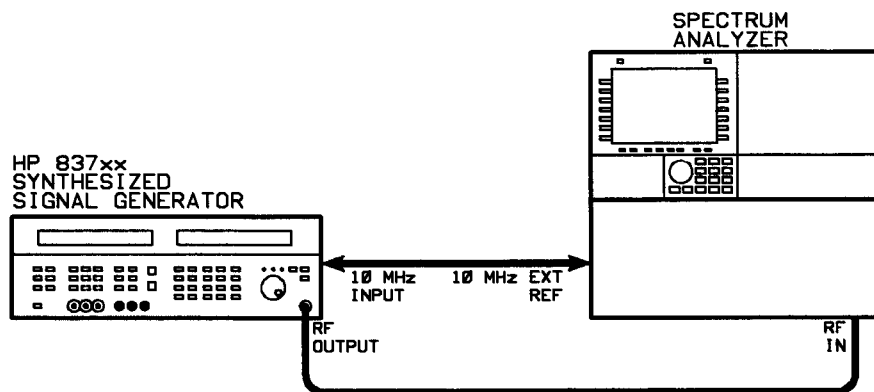 SPECTRUM
ANALYZER
HP 837xx
SYNTHESIZED
SIGNAL GENERATOR
10 MHz
INPUT
10 MHz EXT
REF
RF
OUTPUT
RF
IN